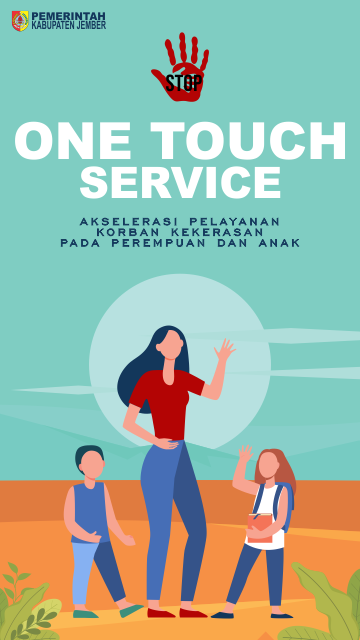 PEMERINTAH
KABUPATEN JEMBER
STOP
ONE TOUCH
SERVICE
AKSELERASI PELAYANAN
KORBAN KEKERASAN
PADA PEREMPUAN DAN ANAK